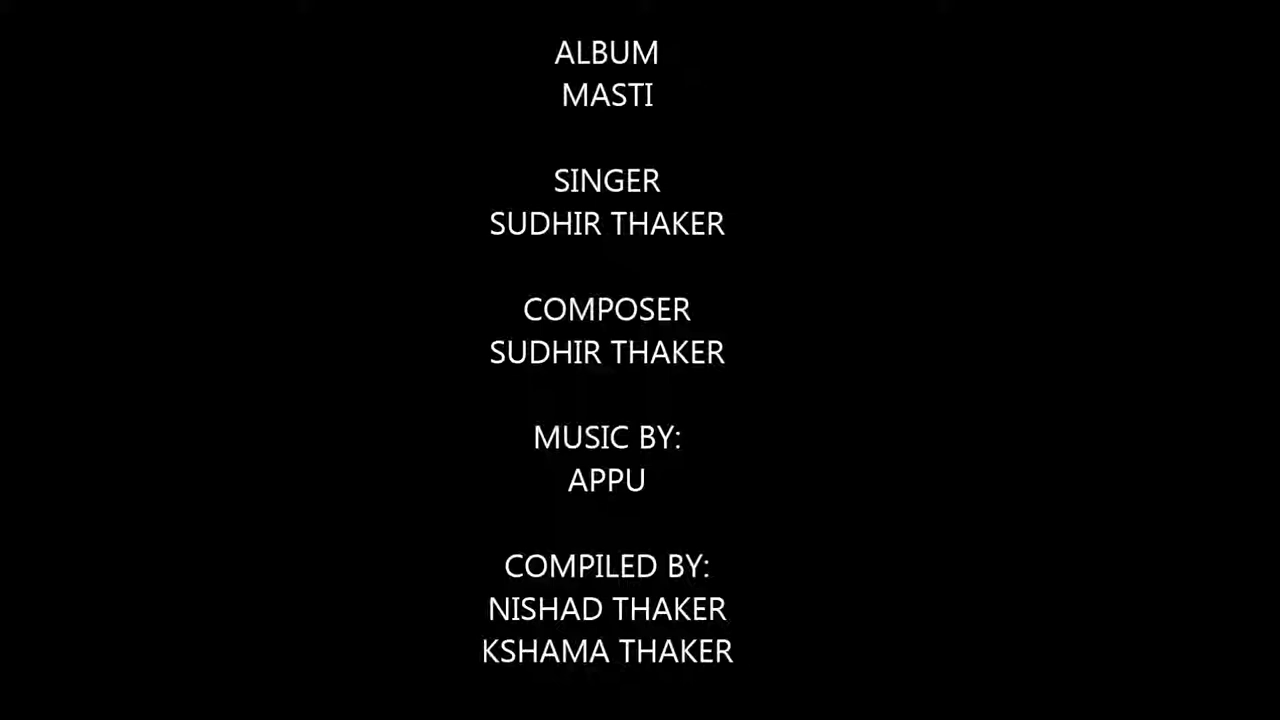 ALBUM
MASTI
SINGER
SUDHIR THAKER
COMPOSER
SUDHIR THAKER
MUSIC BY:
APPU
COMPILED BY:
NISHAD THAKER
KSHAMA THAKER